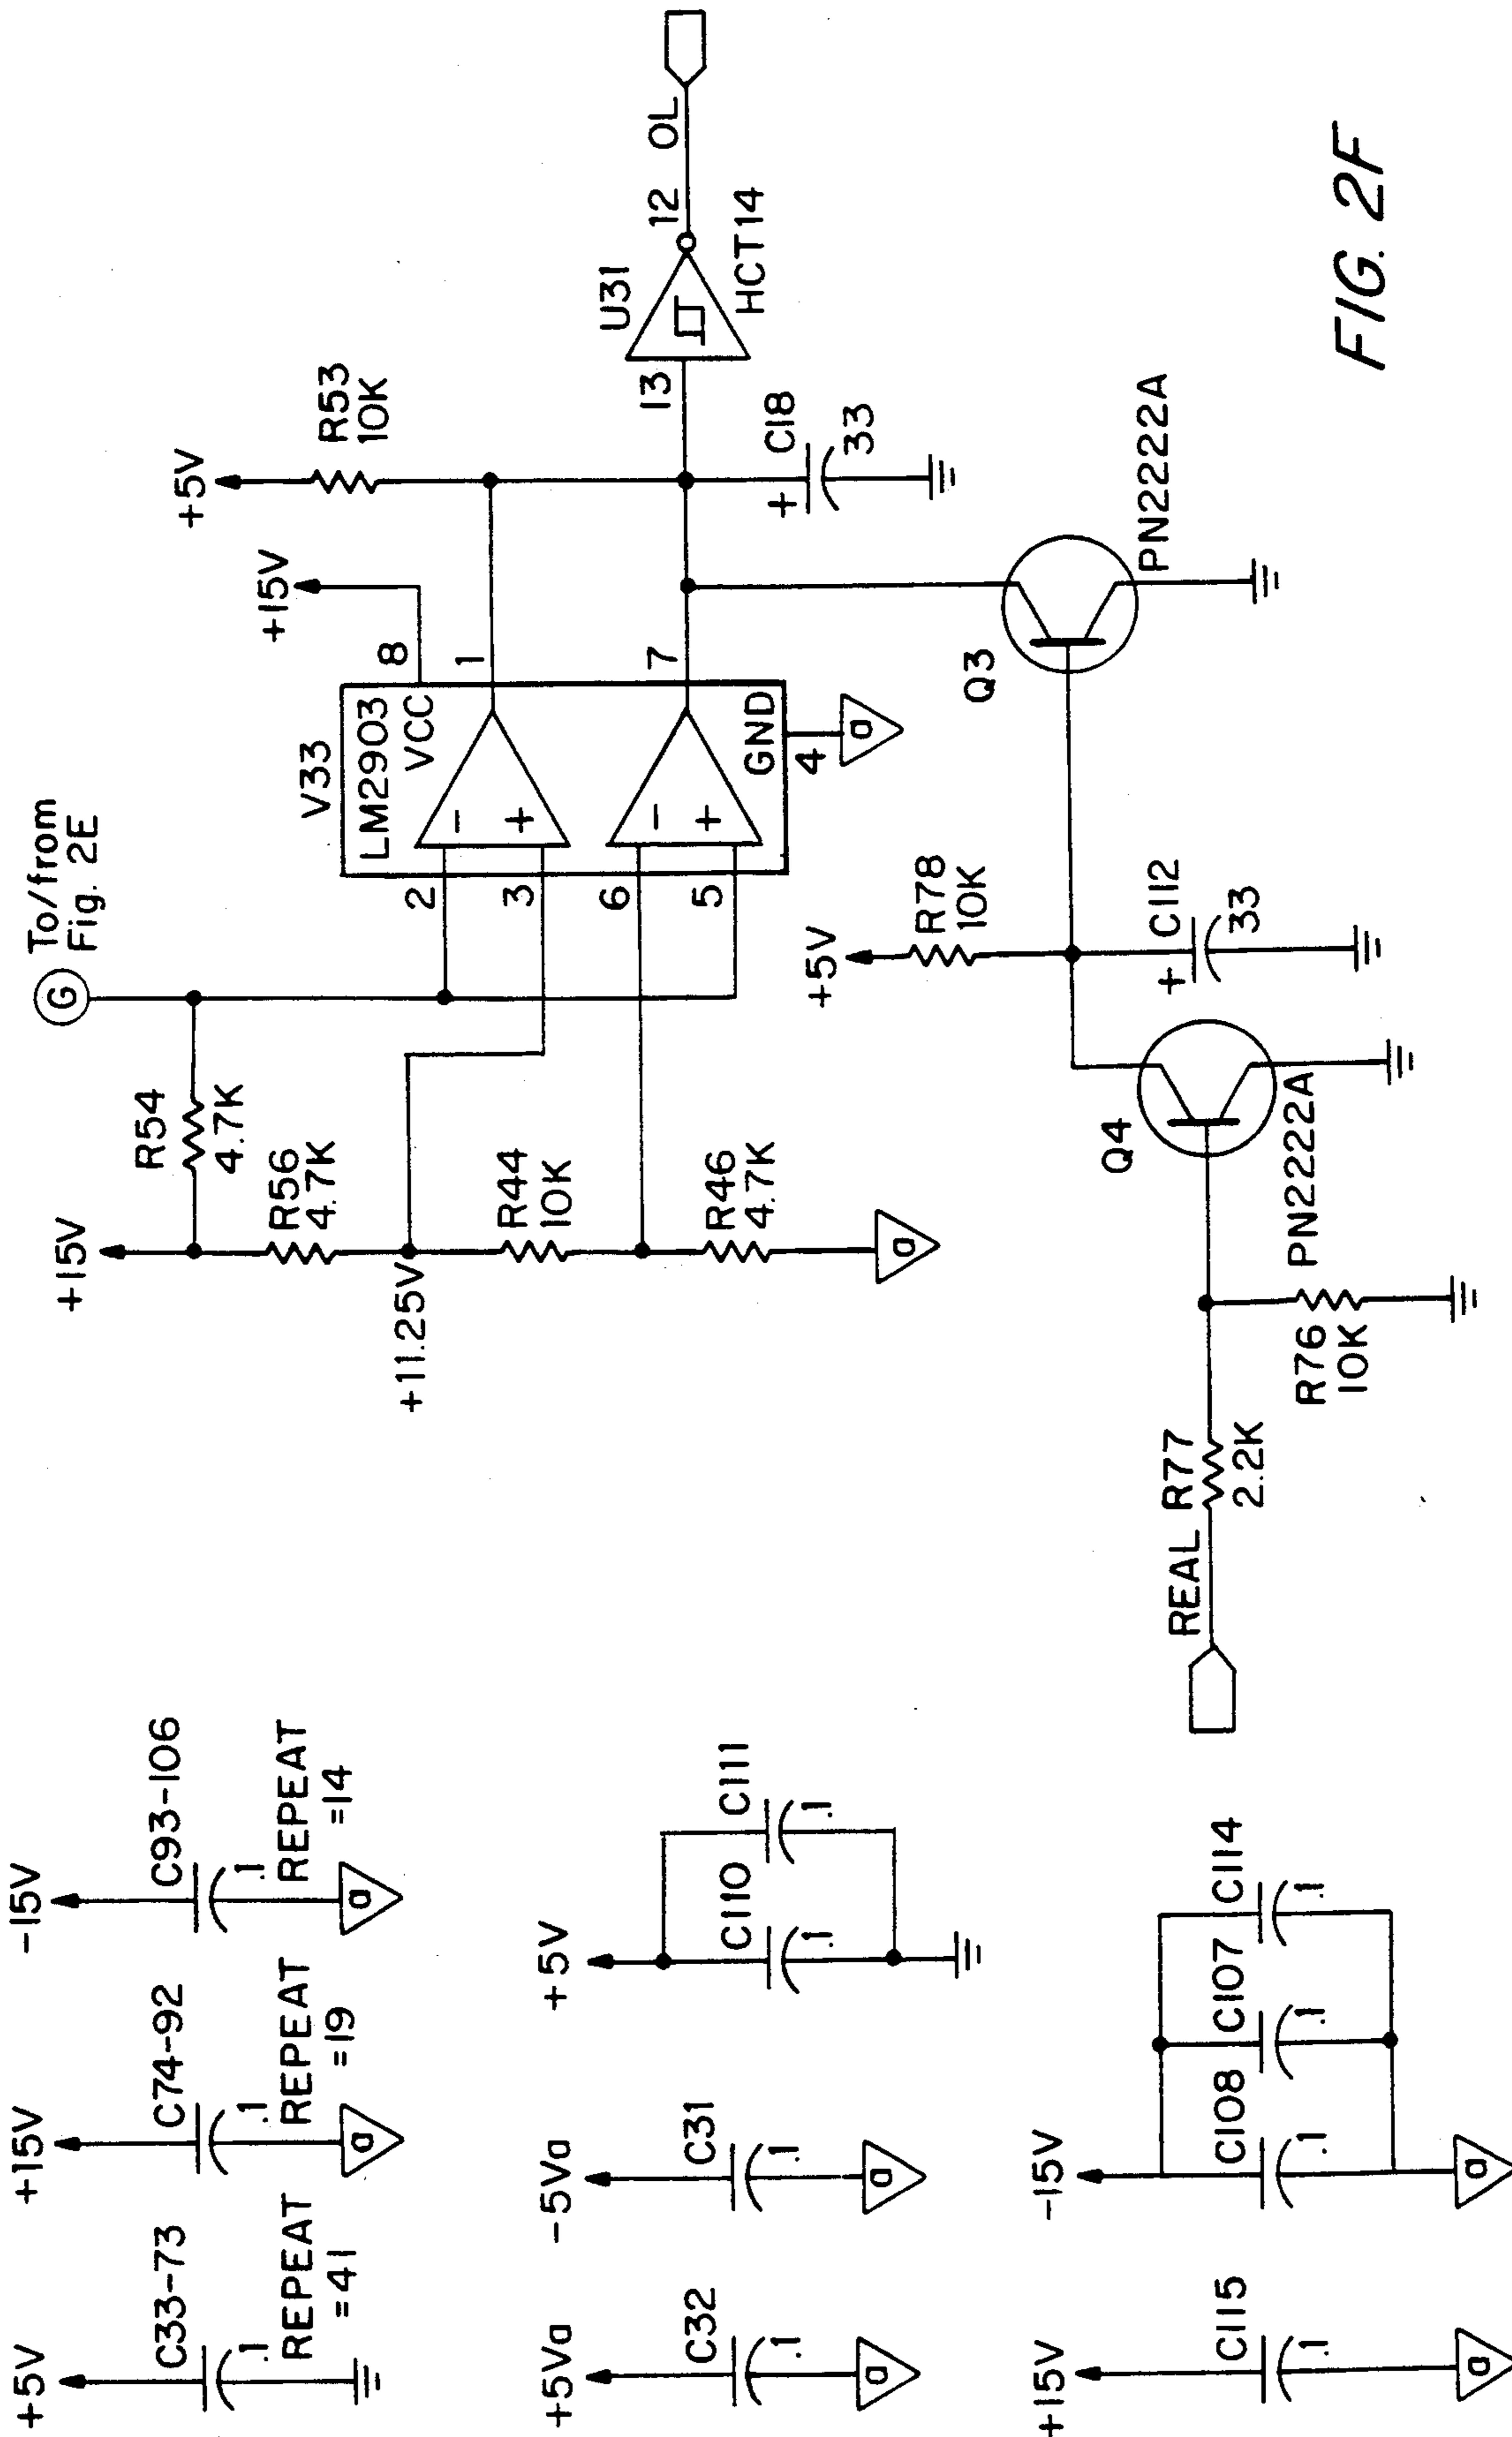 +5V
C33-73
.1
REPEAT
=41
+15V
C74-92
.1
REPEAT
=19
a
-15V
C93-106
.1
REPEAT
=14
a
+5Va
C32
.1
a
-5Va
C31
.1
a
+5V
C110
.1
C111
.1
+15V
C115
.1
a
-15V
C108
.1
C107
.1
C114
.1
a
G
To/from
Fig. 2E
+15V
R54
4.7K
R56
4.7K
+11.25V
R44
10K
R46
4.7K
a
V33
LM2903
VCC
8
+15V
2
-
3
+
1
6
-
5
+
7
GND
4
a
+5V
R53
10K
C18
+
33
13
U31
12
OL
HCT14
REAL
R77
2.2K
R76
10K
Q4
PN2222A
+5V
R78
10K
C112
+
33
Q3
PN2222A
FIG. 2F